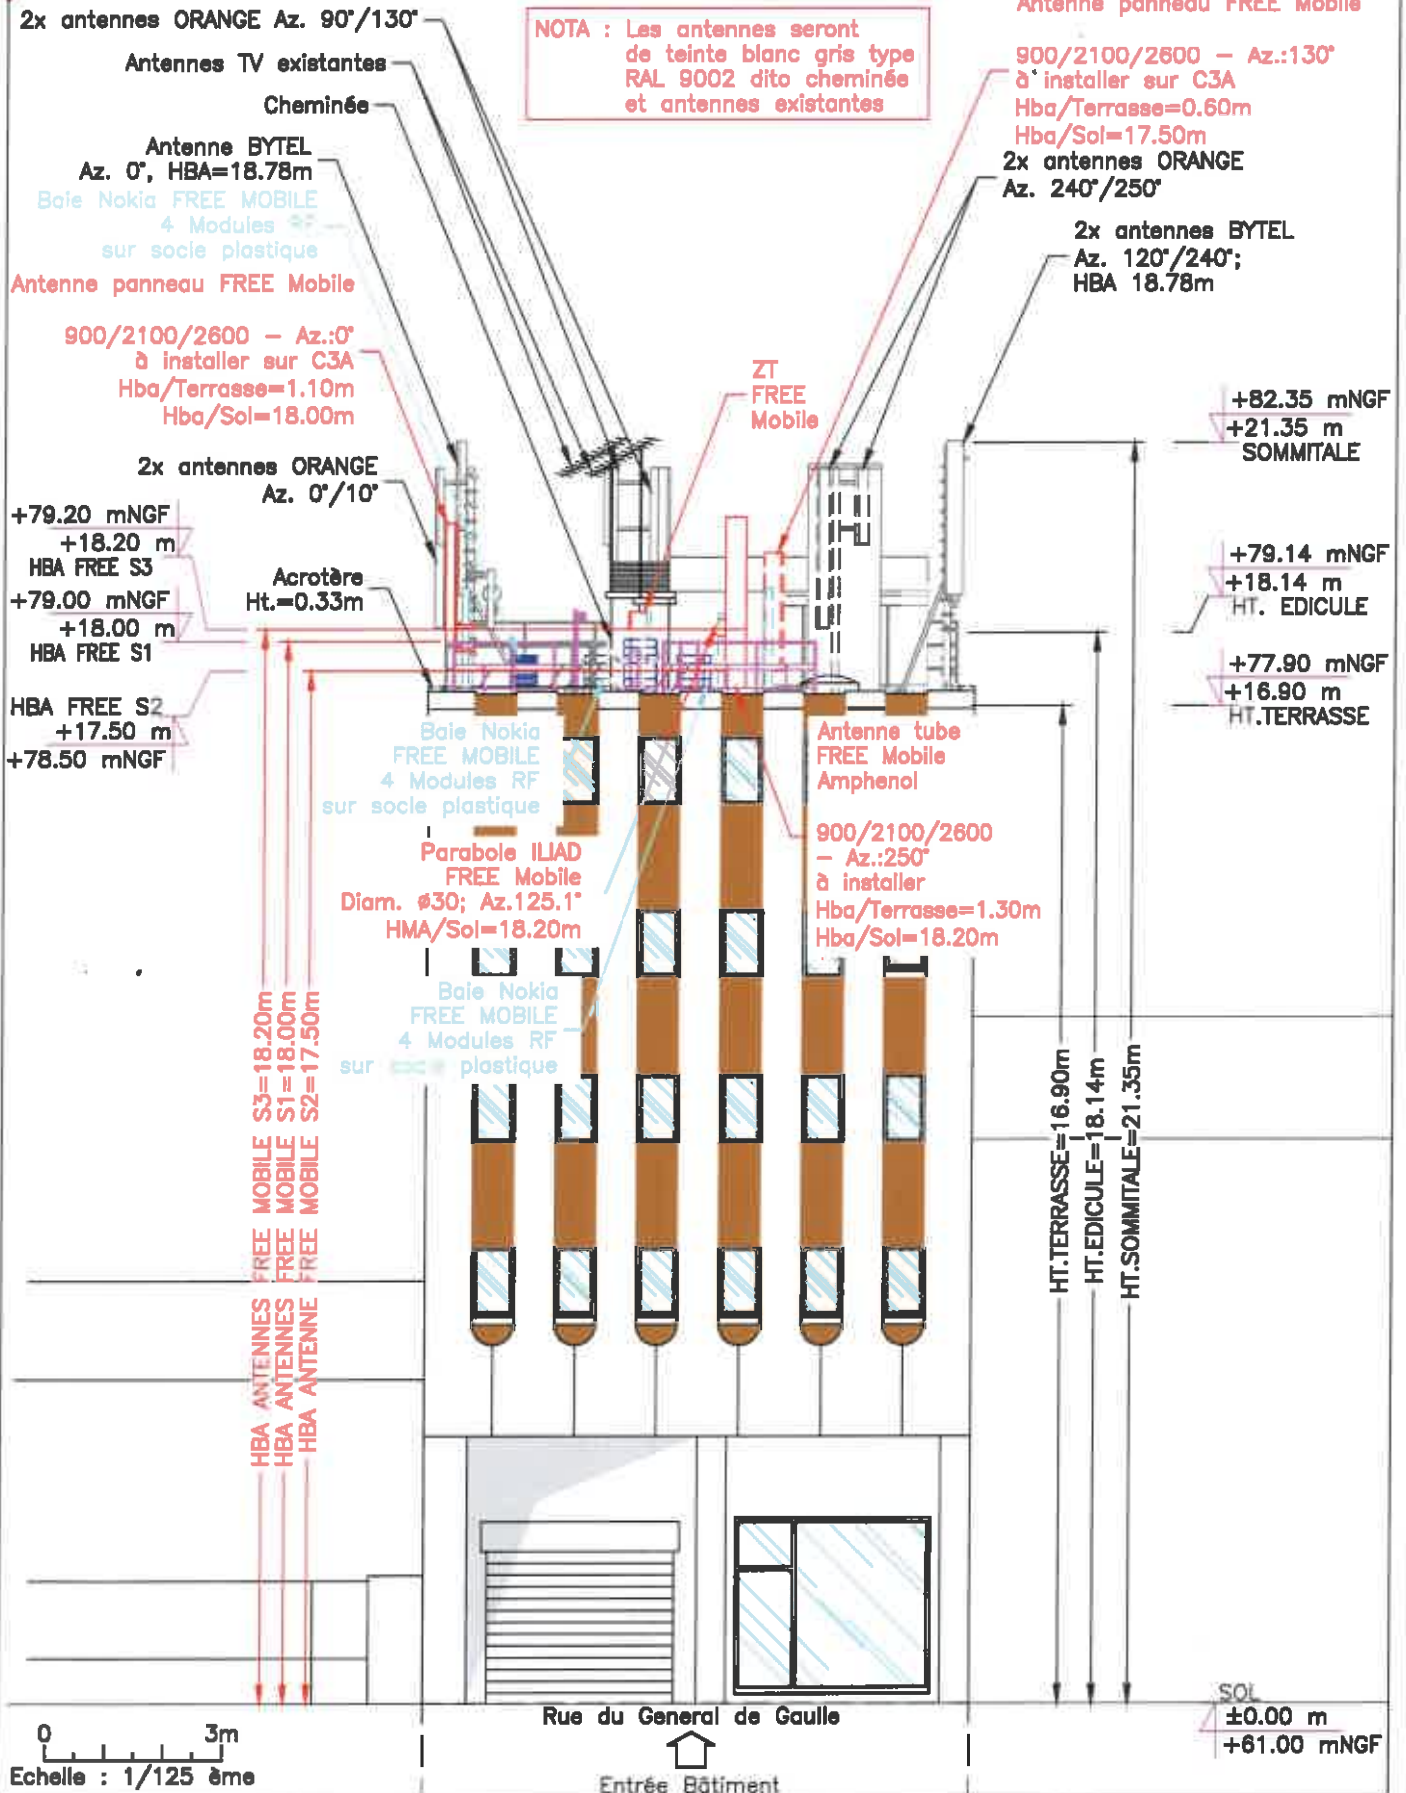 2x antennes ORANGE Az. 90°/130°
Antennes TV existantes
Cheminée
Antenne BYTEL
Az. 0°, HBA=18.78m
Baie Nokia FREE MOBILE
4 Modules
sur socle plastique
Antenne panneau FREE Mobile
900/2100/2600 – Az.:0°
à installer sur C3A
Hba/Terrasse=1.10m
Hba/Sol=18.00m
2x antennes ORANGE
Az. 0°/10°
NOTA : Les antennes seront
de teinte blanc gris type
RAL 9002 dito cheminée
et antennes existantes
Antenne panneau FREE Mobile
900/2100/2600 – Az.:130°
à installer sur C3A
Hba/Terrasse=0.60m
Hba/Sol=17.50m
2x antennes ORANGE
Az. 240°/250°
2x antennes BYTEL
Az. 120°/240°;
HBA 18.78m
ZT
FREE
Mobile
+82.35 mNGF
+21.35 m
SOMMITALE
+79.20 mNGF
+18.20 m
HBA FREE S3
+79.00 mNGF
+18.00 m
HBA FREE S1
HBA FREE S2
+17.50 m
+78.50 mNGF
Acrotère
Ht.=0.33m
+79.14 mNGF
+18.14 m
HT. EDICULE
+77.90 mNGF
+16.90 m
HT.TERRASSE
Baie Nokia
FREE MOBILE
4 Modules RF
sur socle plastique
Parabole ILIAD
FREE Mobile
Diam. ø30; Az.125.1°
HMA/Sol=18.20m
Baie Nokia
FREE MOBILE
4 Modules RF
sur plastique
Antenne tube
FREE Mobile
Amphenol
900/2100/2600
– Az.:250°
à installer
Hba/Terrasse=1.30m
Hba/Sol=18.20m
HBA ANTENNES FREE MOBILE S3=18.20m
HBA ANTENNES FREE MOBILE S1=18.00m
HBA ANTENNE FREE MOBILE S2=17.50m
HT.TERRASSE=16.90m
HT.EDICULE=18.14m
HT.SOMMITALE=21.35m
SOL
±0.00 m
+61.00 mNGF
Rue du General de Gaulle
Entrée Bâtiment
0 3m
Echelle : 1/125 ème